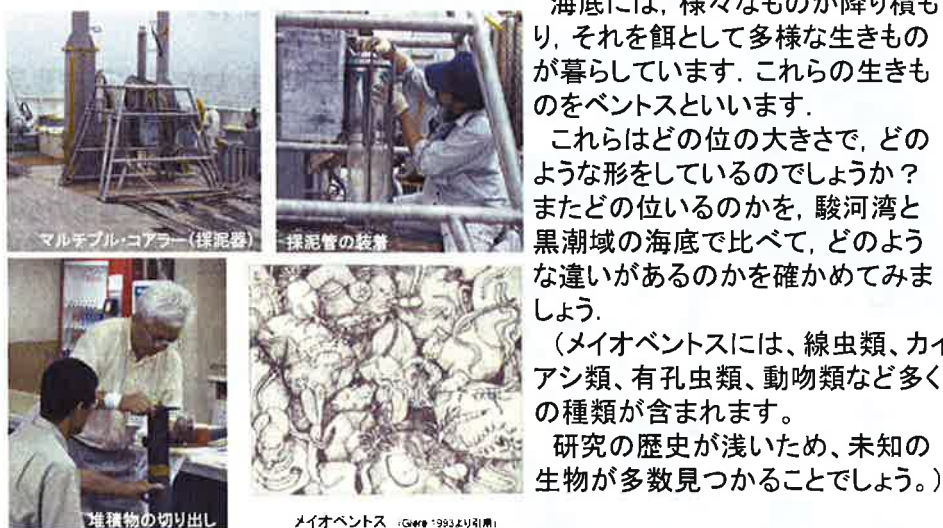 海底には，様々なものが降り積も
り，それを餌として多様な生きもの
が暮らしています．これらの生きも
のをベントスといいます．
これらはどの位の大きさで，どの
ような形をしているのでしょうか？
またどの位いるのかを，駿河湾と
黒潮域の海底で比べて，どのよう
な違いがあるのかを確かめてみま
しょう．
（メイオベントスには、線虫類、カイ
アシ類、有孔虫類、動吻類など多く
の種類が含まれます。
研究の歴史が浅いため、未知の
生物が多数見つかることでしょう。）
マルチプル・コアラー（採泥器）
採泥管の装着
堆積物の切り出し
メイオベントス （Giere 1993より引用）